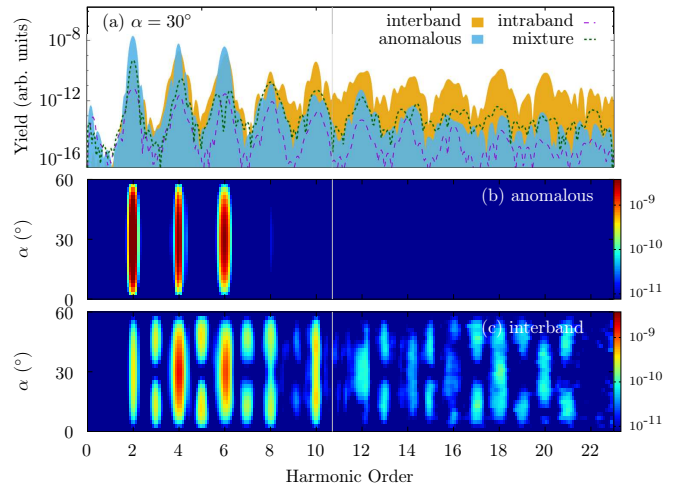 (a) α = 30°
interband
intraband
anomalous
mixture
Yield (arb. units)
10⁻⁸
10⁻¹²
10⁻¹⁶
(b) anomalous
α (°)
60
30
0
10⁻⁹
10⁻¹⁰
10⁻¹¹
(c) interband
α (°)
60
30
0
10⁻⁹
10⁻¹⁰
10⁻¹¹
0 2 4 6 8 10 12 14 16 18 20 22
Harmonic Order